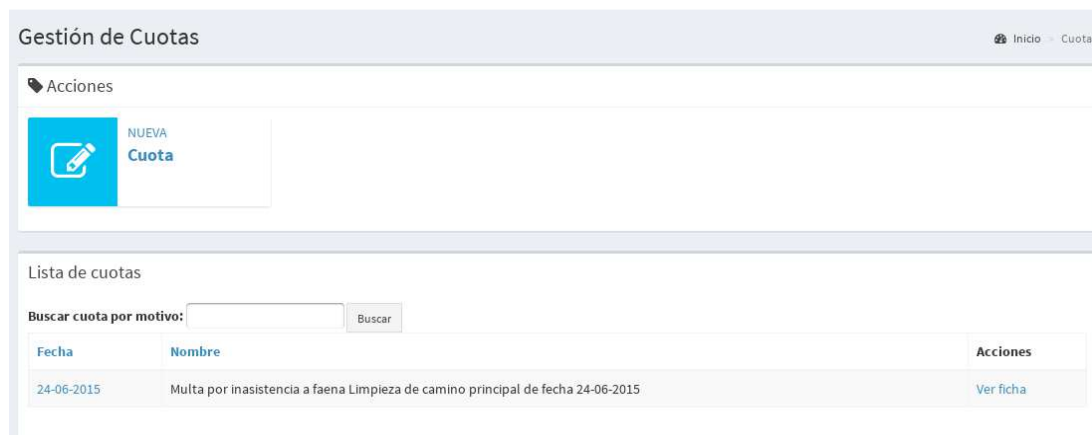 Gestión de Cuotas
Inicio > Cuota
Acciones
NUEVA
Cuota
Lista de cuotas
Buscar cuota por motivo: Buscar
Fecha Nombre Acciones
24-06-2015 Multa por inasistencia a faena Limpieza de camino principal de fecha 24-06-2015 Ver ficha